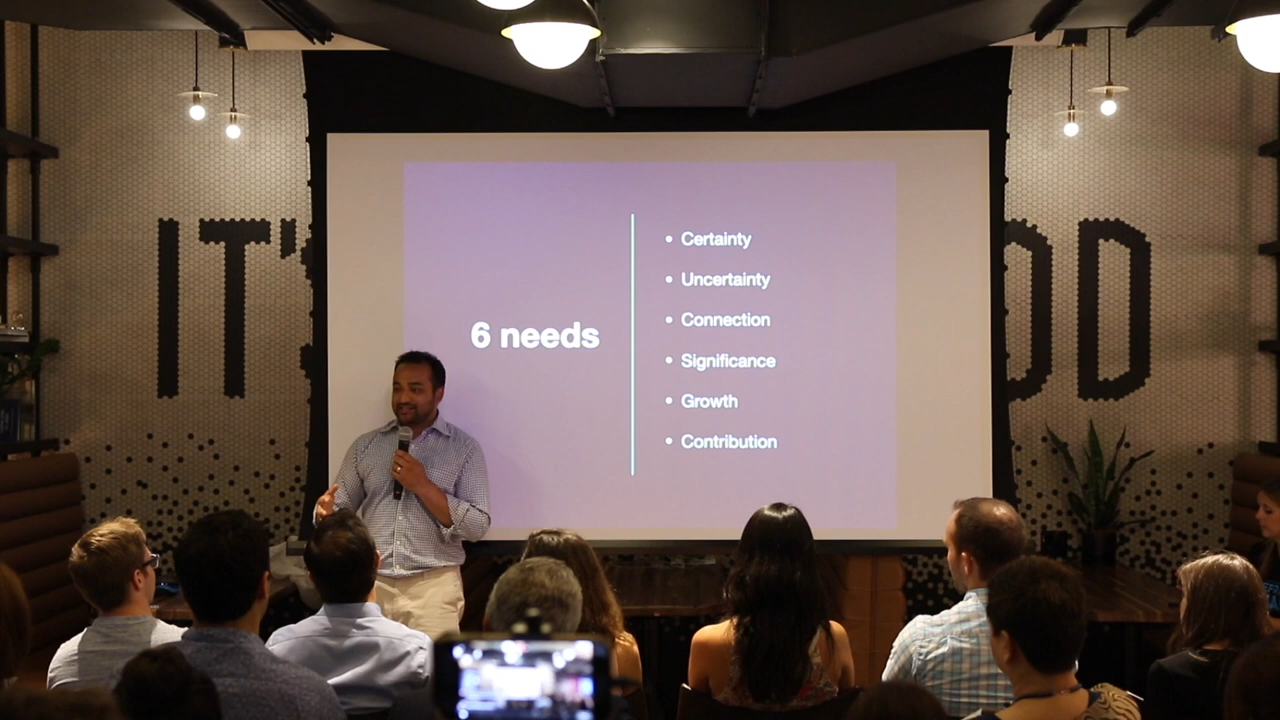 IT'S
OD
6 needs
• Certainty
• Uncertainty
• Connection
• Significance
• Growth
• Contribution